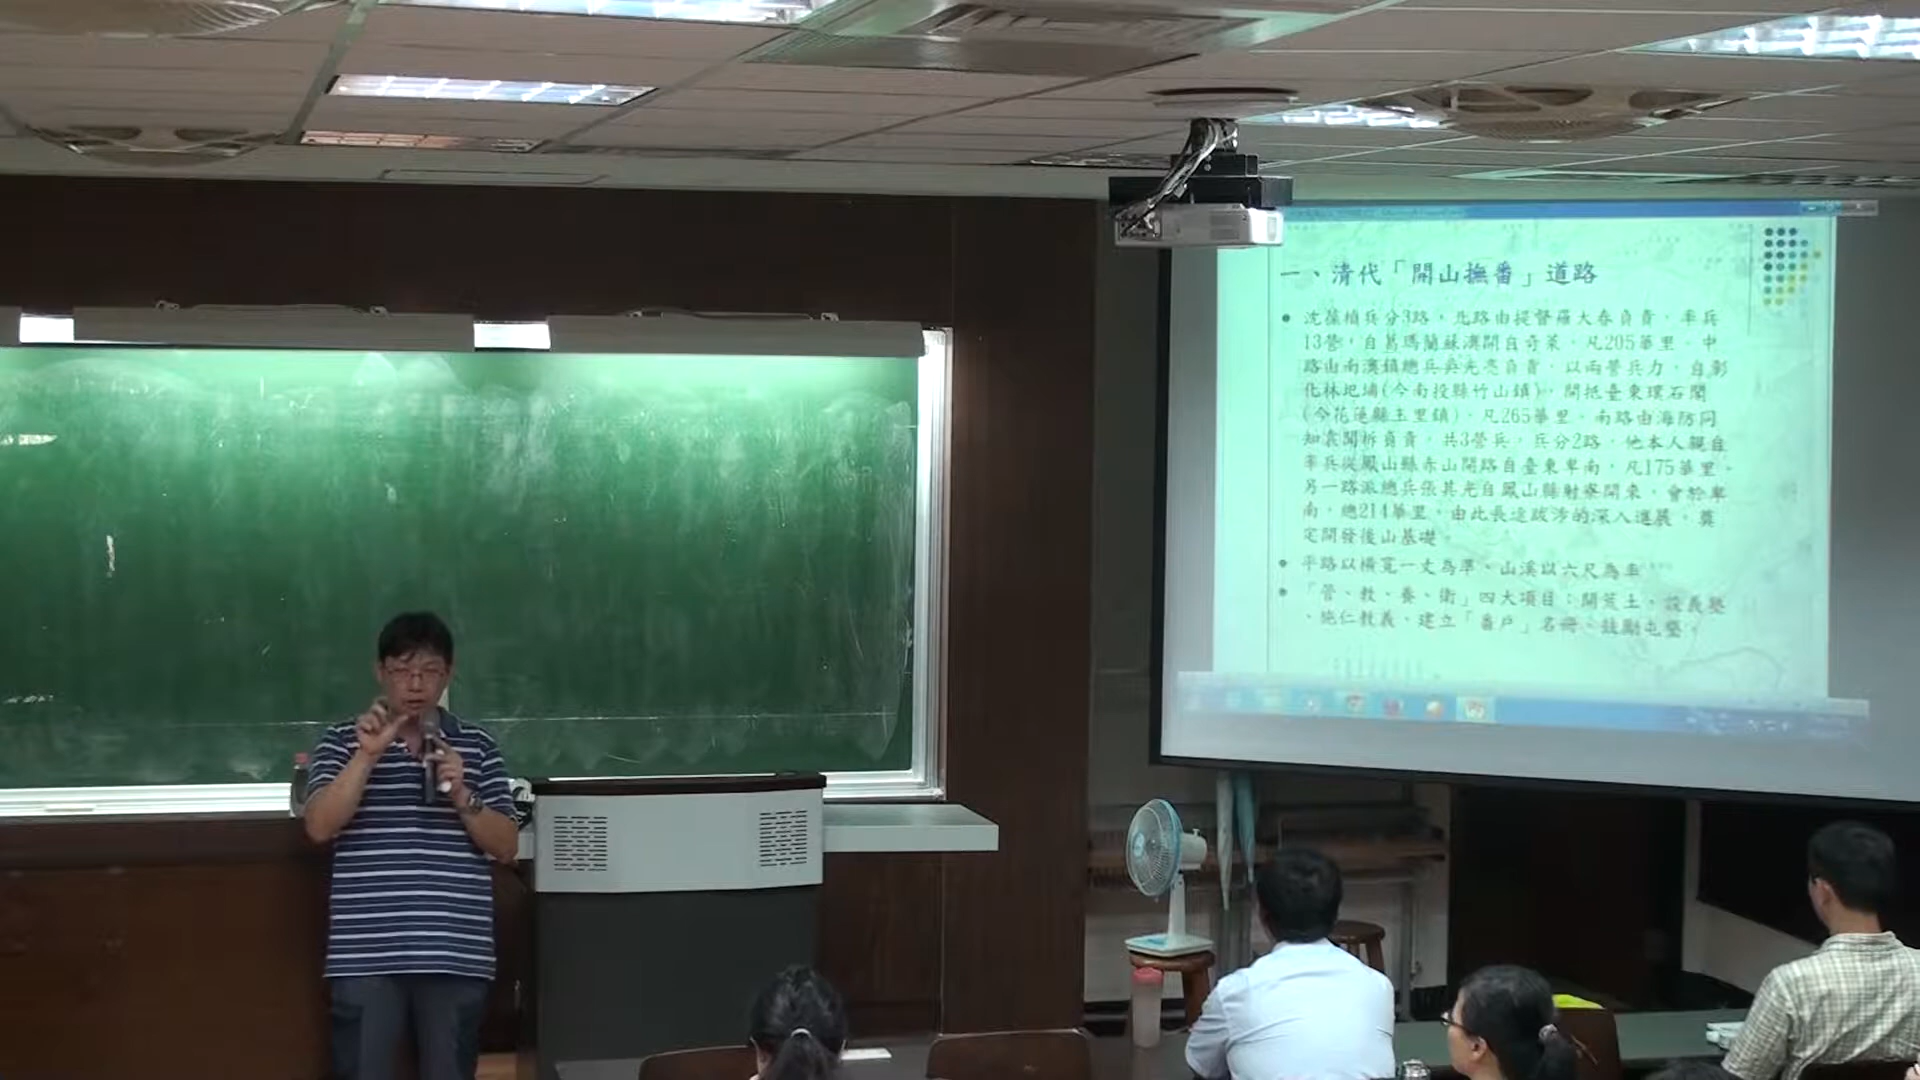 一、清代「開山撫番」道路
沈葆楨兵分3路，北路由提督羅大春負責，率兵
13營，自葛瑪蘭蘇澳開自奇萊，凡205華里。中
路由南澳鎮總兵吳光亮負責，以兩營兵力，自彰
化林圯埔(今南投縣竹山鎮)，開抵臺東璞石閣
(今花蓮縣玉里鎮)，凡265華里。南路由海防同
知袁聞柝負責，共3營兵，兵分2路，他本人親自
率兵從鳳山縣赤山開路自臺東卑南，凡175華里。
另一路派總兵張其光自鳳山縣射寮開來，會於卑
南，總214華里，由此長途跋涉的深入進展，奠
定開發後山基礎。
平路以橫寬一丈為準、山溪以六尺為率
「管、教、養、衛」四大項目：開荒土、設義塾
、施仁教義、建立「番戶」名冊、鼓勵屯墾。